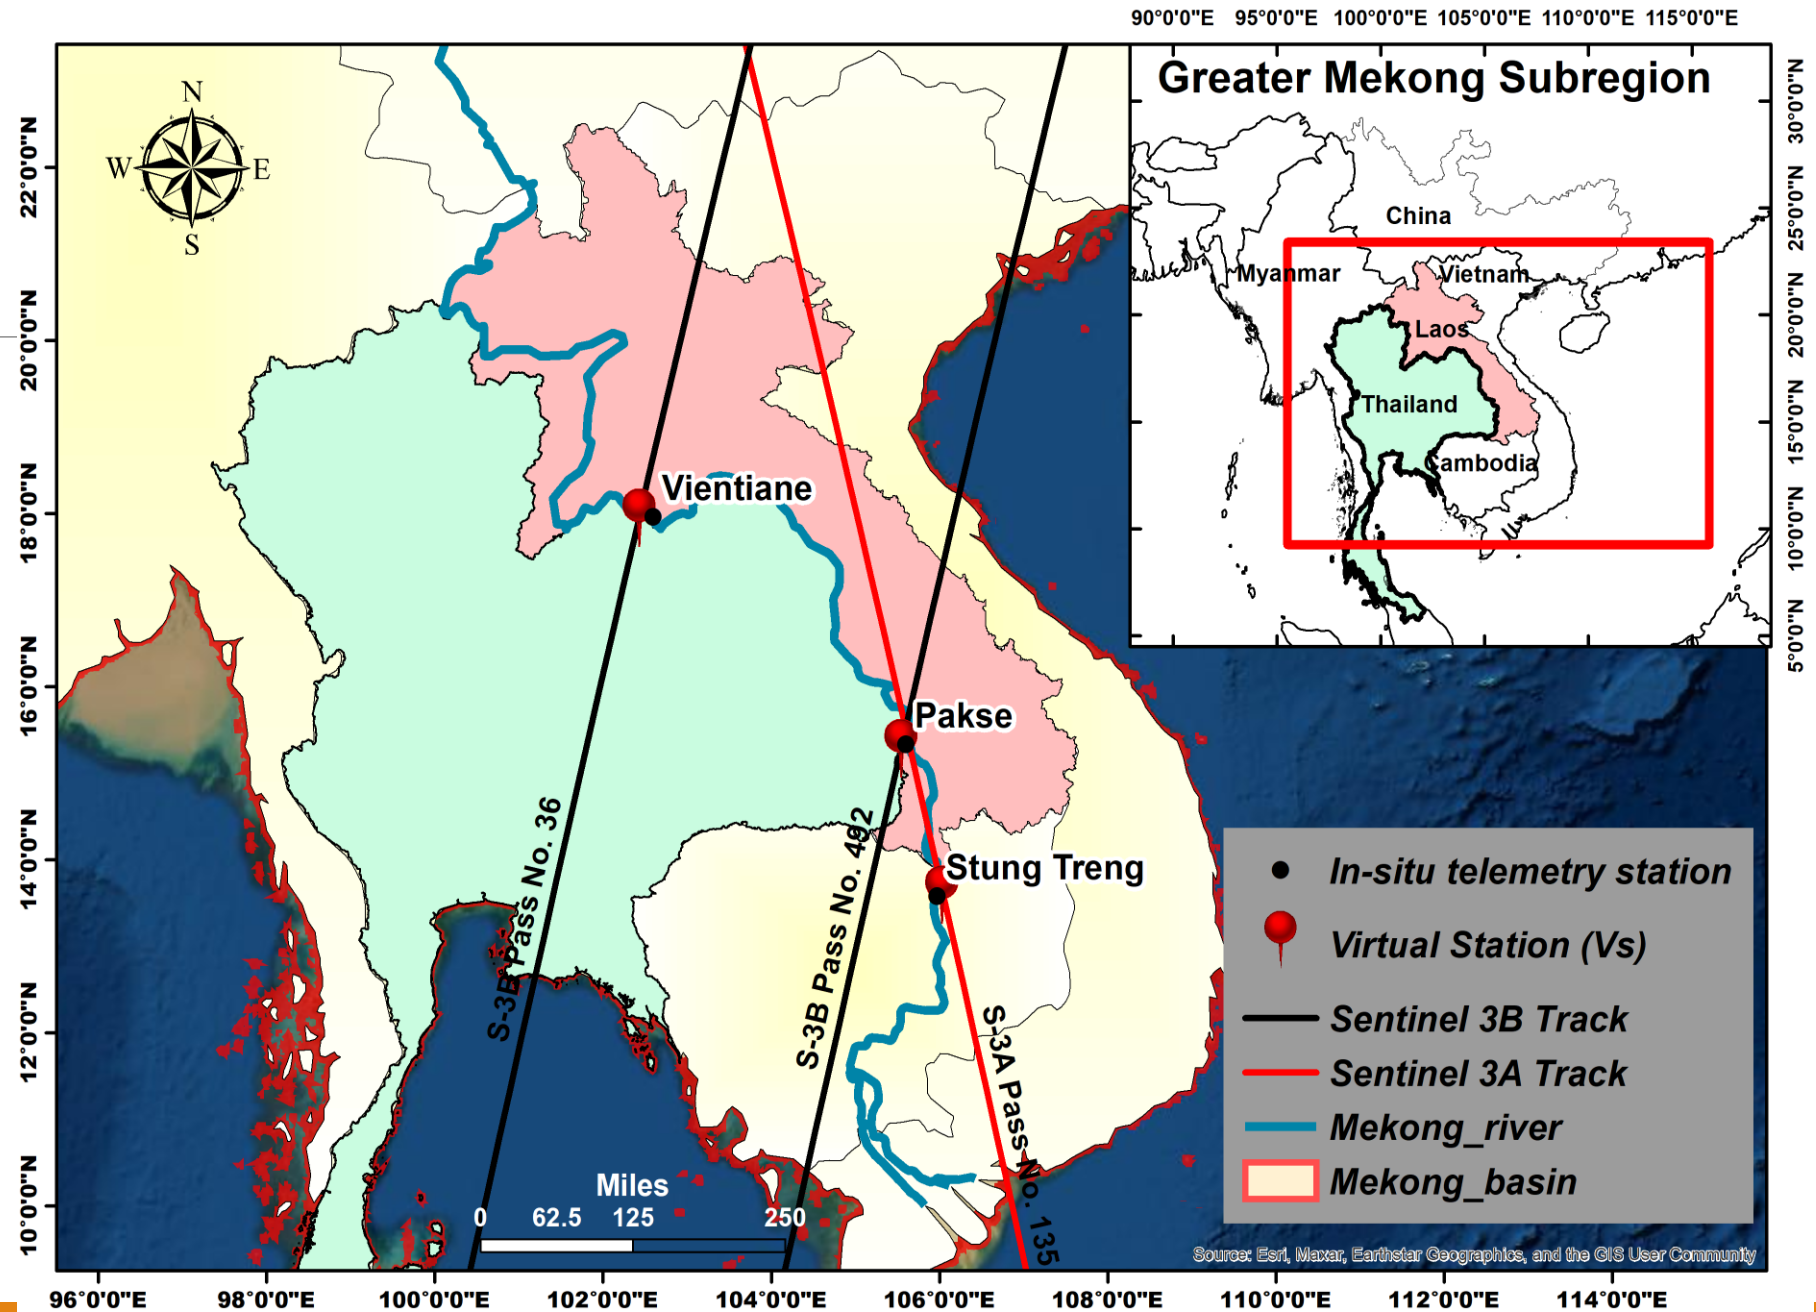 90°0'0"E 95°0'0"E 100°0'0"E 105°0'0"E 110°0'0"E 115°0'0"E
Greater Mekong Subregion
30°0'0"N
25°0'0"N
20°0'0"N
15°0'0"N
10°0'0"N
5°0'0"N
China
Myanmar
Vietnam
Laos
Thailand
Cambodia
N
W E
S
22°0'0"N
20°0'0"N
18°0'0"N
16°0'0"N
14°0'0"N
12°0'0"N
10°0'0"N
Vientiane
Pakse
Stung Treng
S-3B Pass No. 36
S-3B Pass No. 492
S-3A Pass No. 135
In-situ telemetry station
Virtual Station (Vs)
Sentinel 3B Track
Sentinel 3A Track
Mekong_river
Mekong_basin
Miles
0 62.5 125 250
Source: Esri, Maxar, Earthstar Geographics, and the GIS User Community
96°0'0"E 98°0'0"E 100°0'0"E 102°0'0"E 104°0'0"E 106°0'0"E 108°0'0"E 110°0'0"E 112°0'0"E 114°0'0"E